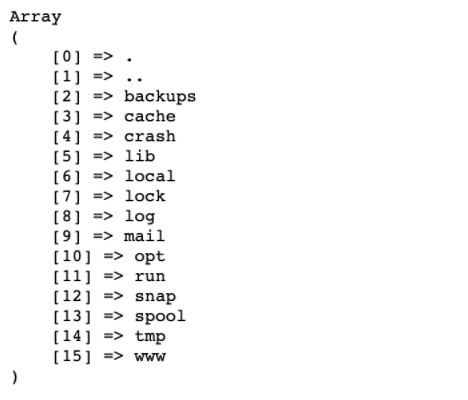 Array
(
    [0] => .
    [1] => ..
    [2] => backups
    [3] => cache
    [4] => crash
    [5] => lib
    [6] => local
    [7] => lock
    [8] => log
    [9] => mail
    [10] => opt
    [11] => run
    [12] => snap
    [13] => spool
    [14] => tmp
    [15] => www
)